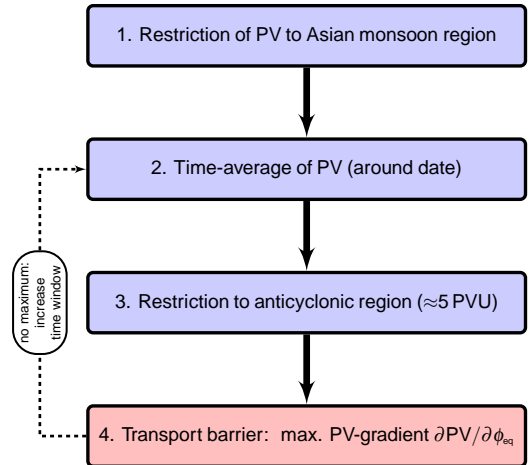 1. Restriction of PV to Asian monsoon region
2. Time-average of PV (around date)
no maximum:
increase
time window
3. Restriction to anticyclonic region (≈5 PVU)
4. Transport barrier: max. PV-gradient ∂PV/∂ϕ_eq